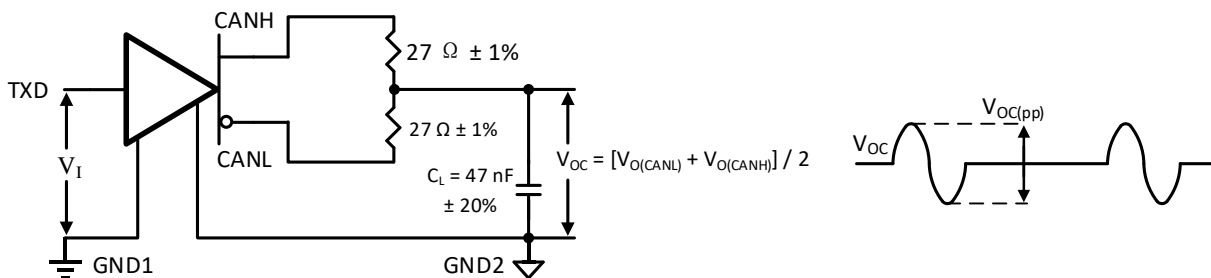 CANH
27 Ω ± 1%
TXD
V_OC(pp)
27 Ω ± 1%
V_I
CANL
V_OC = [V_O(CANL) + V_O(CANH)] / 2
V_OC
C_L = 47 nF
± 20%
GND1
GND2